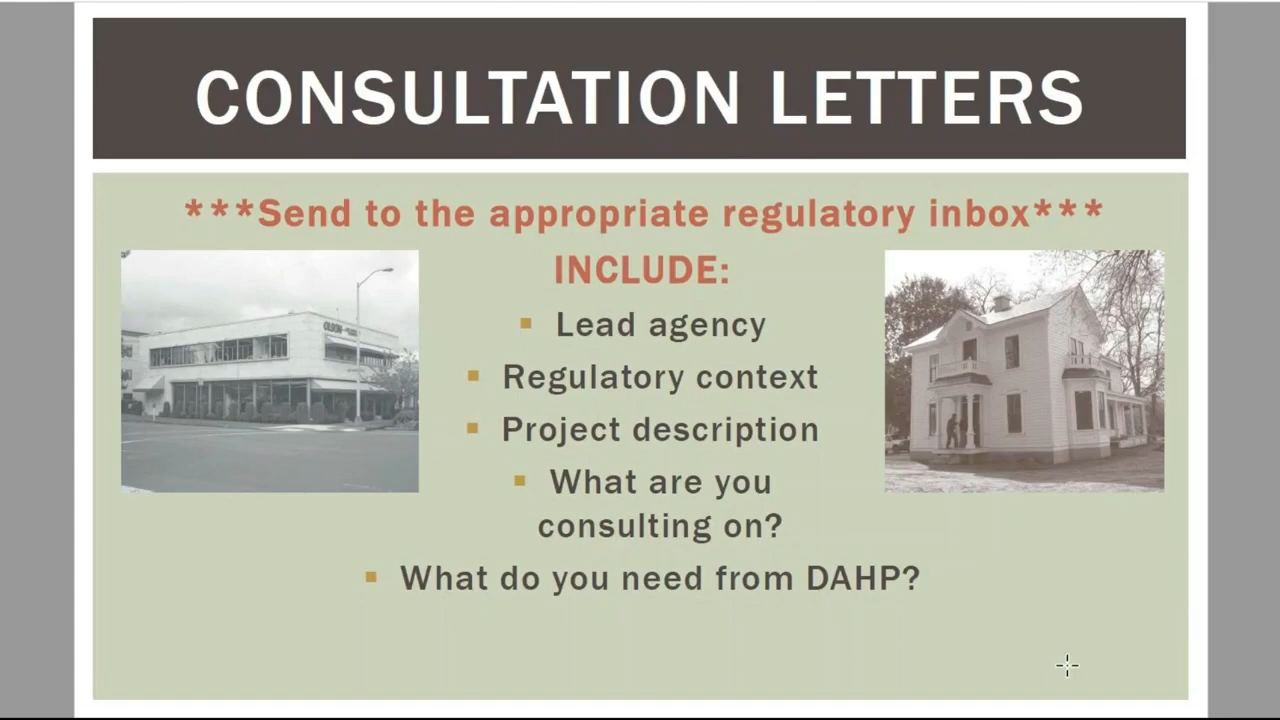 CONSULTATION LETTERS
***Send to the appropriate regulatory inbox***
INCLUDE:
Lead agency
Regulatory context
Project description
What are you
consulting on?
What do you need from DAHP?